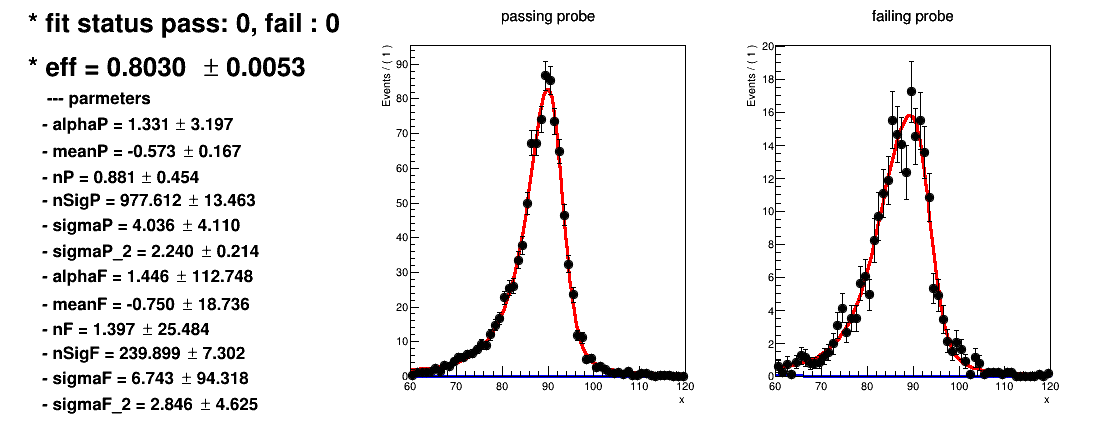 * fit status pass: 0, fail : 0
* eff = 0.8030 ± 0.0053
--- parmeters
- alphaP = 1.331 ± 3.197
- meanP = -0.573 ± 0.167
- nP = 0.881 ± 0.454
- nSigP = 977.612 ± 13.463
- sigmaP = 4.036 ± 4.110
- sigmaP_2 = 2.240 ± 0.214
- alphaF = 1.446 ± 112.748
- meanF = -0.750 ± 18.736
- nF = 1.397 ± 25.484
- nSigF = 239.899 ± 7.302
- sigmaF = 6.743 ± 94.318
- sigmaF_2 = 2.846 ± 4.625
passing probe
Events / ( 1 )
90
80
70
60
50
40
30
20
10
0
60 70 80 90 100 110 120
x
failing probe
Events / ( 1 )
20
18
16
14
12
10
8
6
4
2
0
60 70 80 90 100 110 120
x